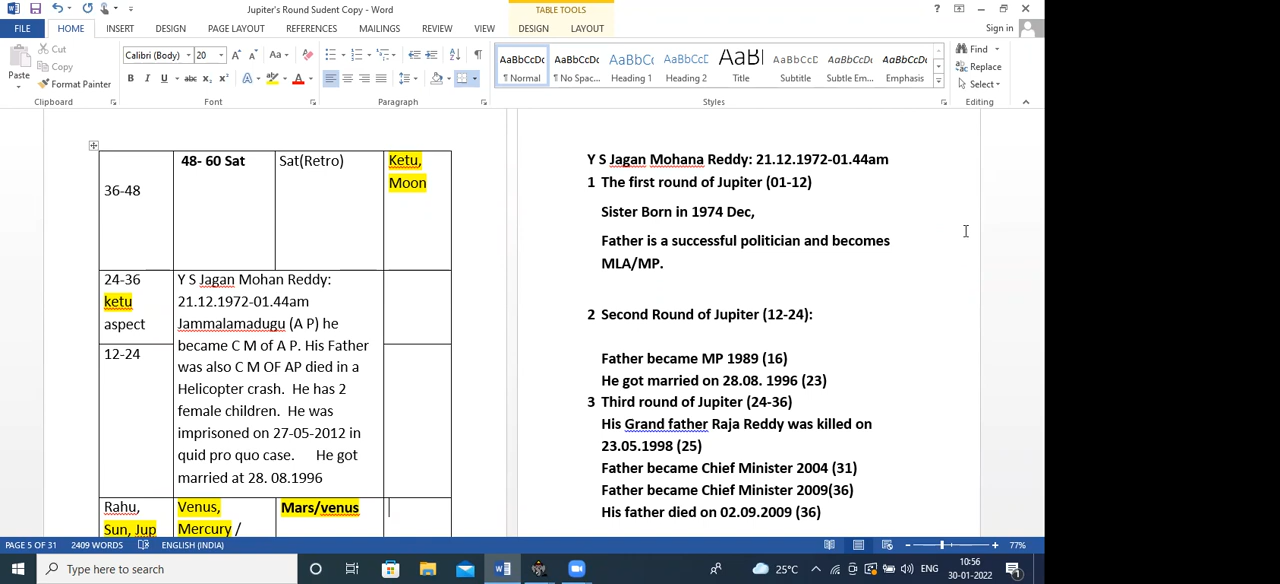 Jupiter's Round Sudent Copy - Word
TABLE TOOLS
Sign in
FILE HOME INSERT DESIGN PAGE LAYOUT REFERENCES MAILINGS REVIEW VIEW DESIGN LAYOUT
Paste
Cut
Copy
Format Painter
Clipboard
Calibri (Body) 20
Font
Paragraph
AaBbCcDc AaBbCcDc AaBbCc AaBbCcDc AaBl AaBbCcDc AaBbCcDc AaBbCcDc
¶ Normal ¶ No Spac... Heading 1 Heading 2 Title Subtitle Subtle Em... Emphasis
Styles
Find
Replace
Select
Editing
36-48
48- 60 Sat
Sat(Retro)
Ketu,
Moon
24-36
ketu
aspect
12-24
Y S Jagan Mohan Reddy:
21.12.1972-01.44am
Jammalamadugu (A P) he
became C M of A P. His Father
was also C M OF AP died in a
Helicopter crash. He has 2
female children. He was
imprisoned on 27-05-2012 in
quid pro quo case. He got
married at 28. 08.1996
Rahu,
Sun, Jup
Venus,
Mercury /
Mars/venus
Y S Jagan Mohana Reddy: 21.12.1972-01.44am
1 The first round of Jupiter (01-12)
Sister Born in 1974 Dec,
Father is a successful politician and becomes
MLA/MP.
2 Second Round of Jupiter (12-24):
Father became MP 1989 (16)
He got married on 28.08. 1996 (23)
3 Third round of Jupiter (24-36)
His Grand father Raja Reddy was killed on
23.05.1998 (25)
Father became Chief Minister 2004 (31)
Father became Chief Minister 2009(36)
His father died on 02.09.2009 (36)
PAGE 5 OF 31 2409 WORDS ENGLISH (INDIA) 77%
Type here to search
25°C
ENG
10:56
30-01-2022